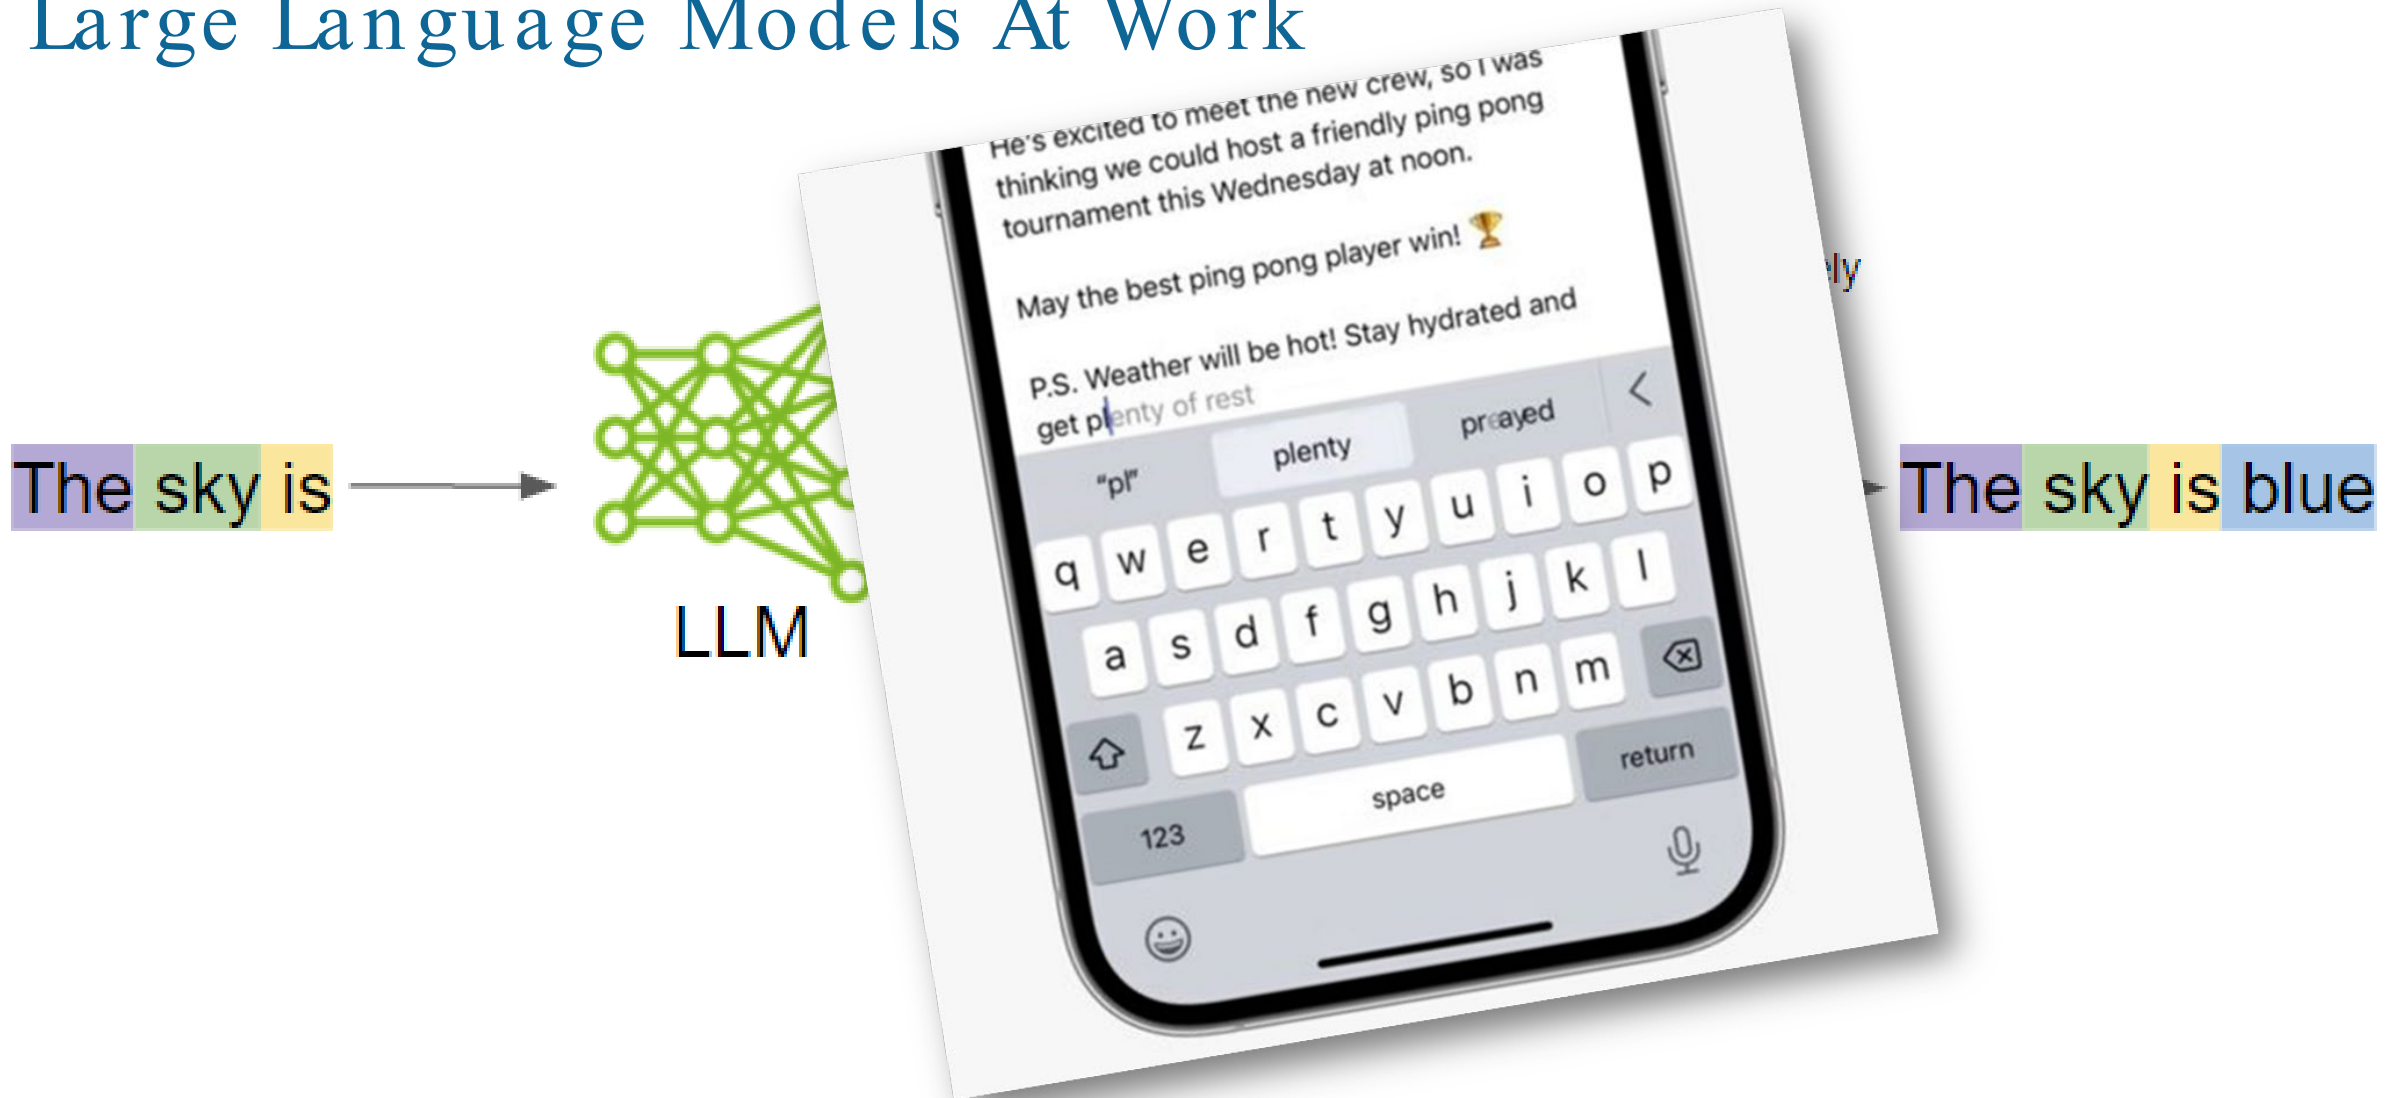 Large Language Models At Work
He's excited to meet the new crew, so I was
thinking we could host a friendly ping pong
tournament this Wednesday at noon.
May the best ping pong player win! 🏆
P.S. Weather will be hot! Stay hydrated and
get plenty of rest
“pl” plenty
q w e r t y u i o p
a s d f g h j k l
z x c v b n m
123 space return
The sky is
LLM
The sky is blue